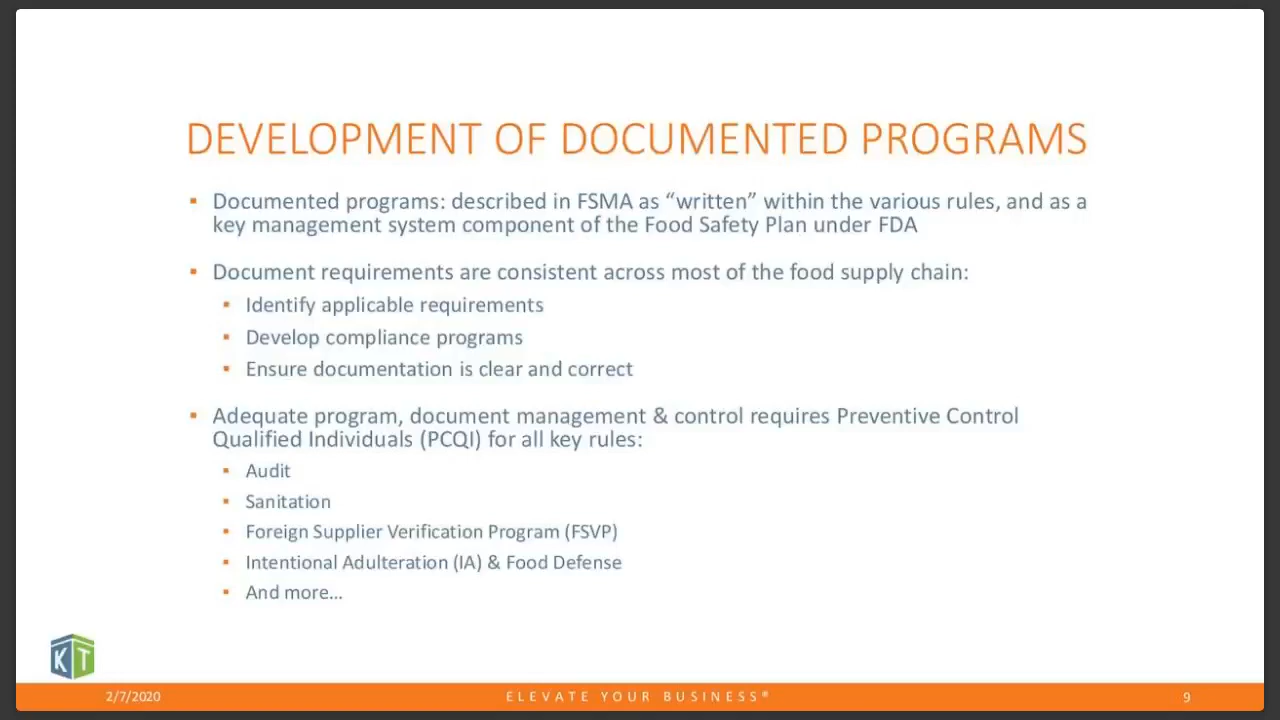 DEVELOPMENT OF DOCUMENTED PROGRAMS
▪ Documented programs: described in FSMA as “written” within the various rules, and as a
key management system component of the Food Safety Plan under FDA
▪ Document requirements are consistent across most of the food supply chain:
▪ Identify applicable requirements
▪ Develop compliance programs
▪ Ensure documentation is clear and correct
▪ Adequate program, document management & control requires Preventive Control
Qualified Individuals (PCQI) for all key rules:
▪ Audit
▪ Sanitation
▪ Foreign Supplier Verification Program (FSVP)
▪ Intentional Adulteration (IA) & Food Defense
▪ And more…
KT
2/7/2020
ELEVATE YOUR BUSINESS®
9